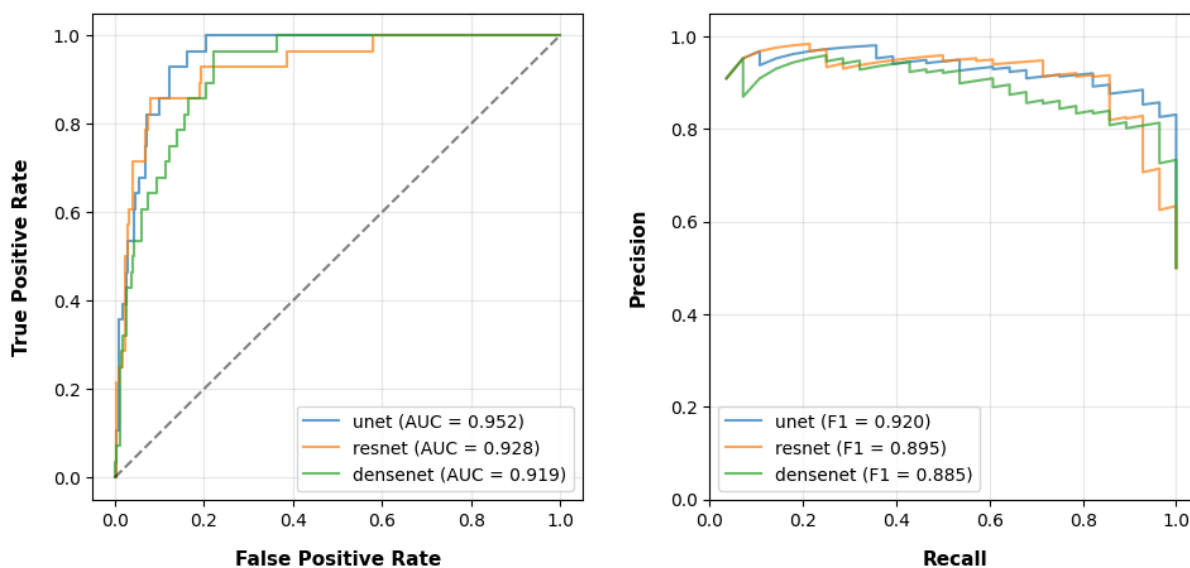 True Positive Rate
1.0
0.8
0.6
0.4
0.2
0.0
unet (AUC = 0.952)
resnet (AUC = 0.928)
densenet (AUC = 0.919)
0.0 0.2 0.4 0.6 0.8 1.0
False Positive Rate
Precision
1.0
0.8
0.6
0.4
0.2
0.0
unet (F1 = 0.920)
resnet (F1 = 0.895)
densenet (F1 = 0.885)
0.0 0.2 0.4 0.6 0.8 1.0
Recall